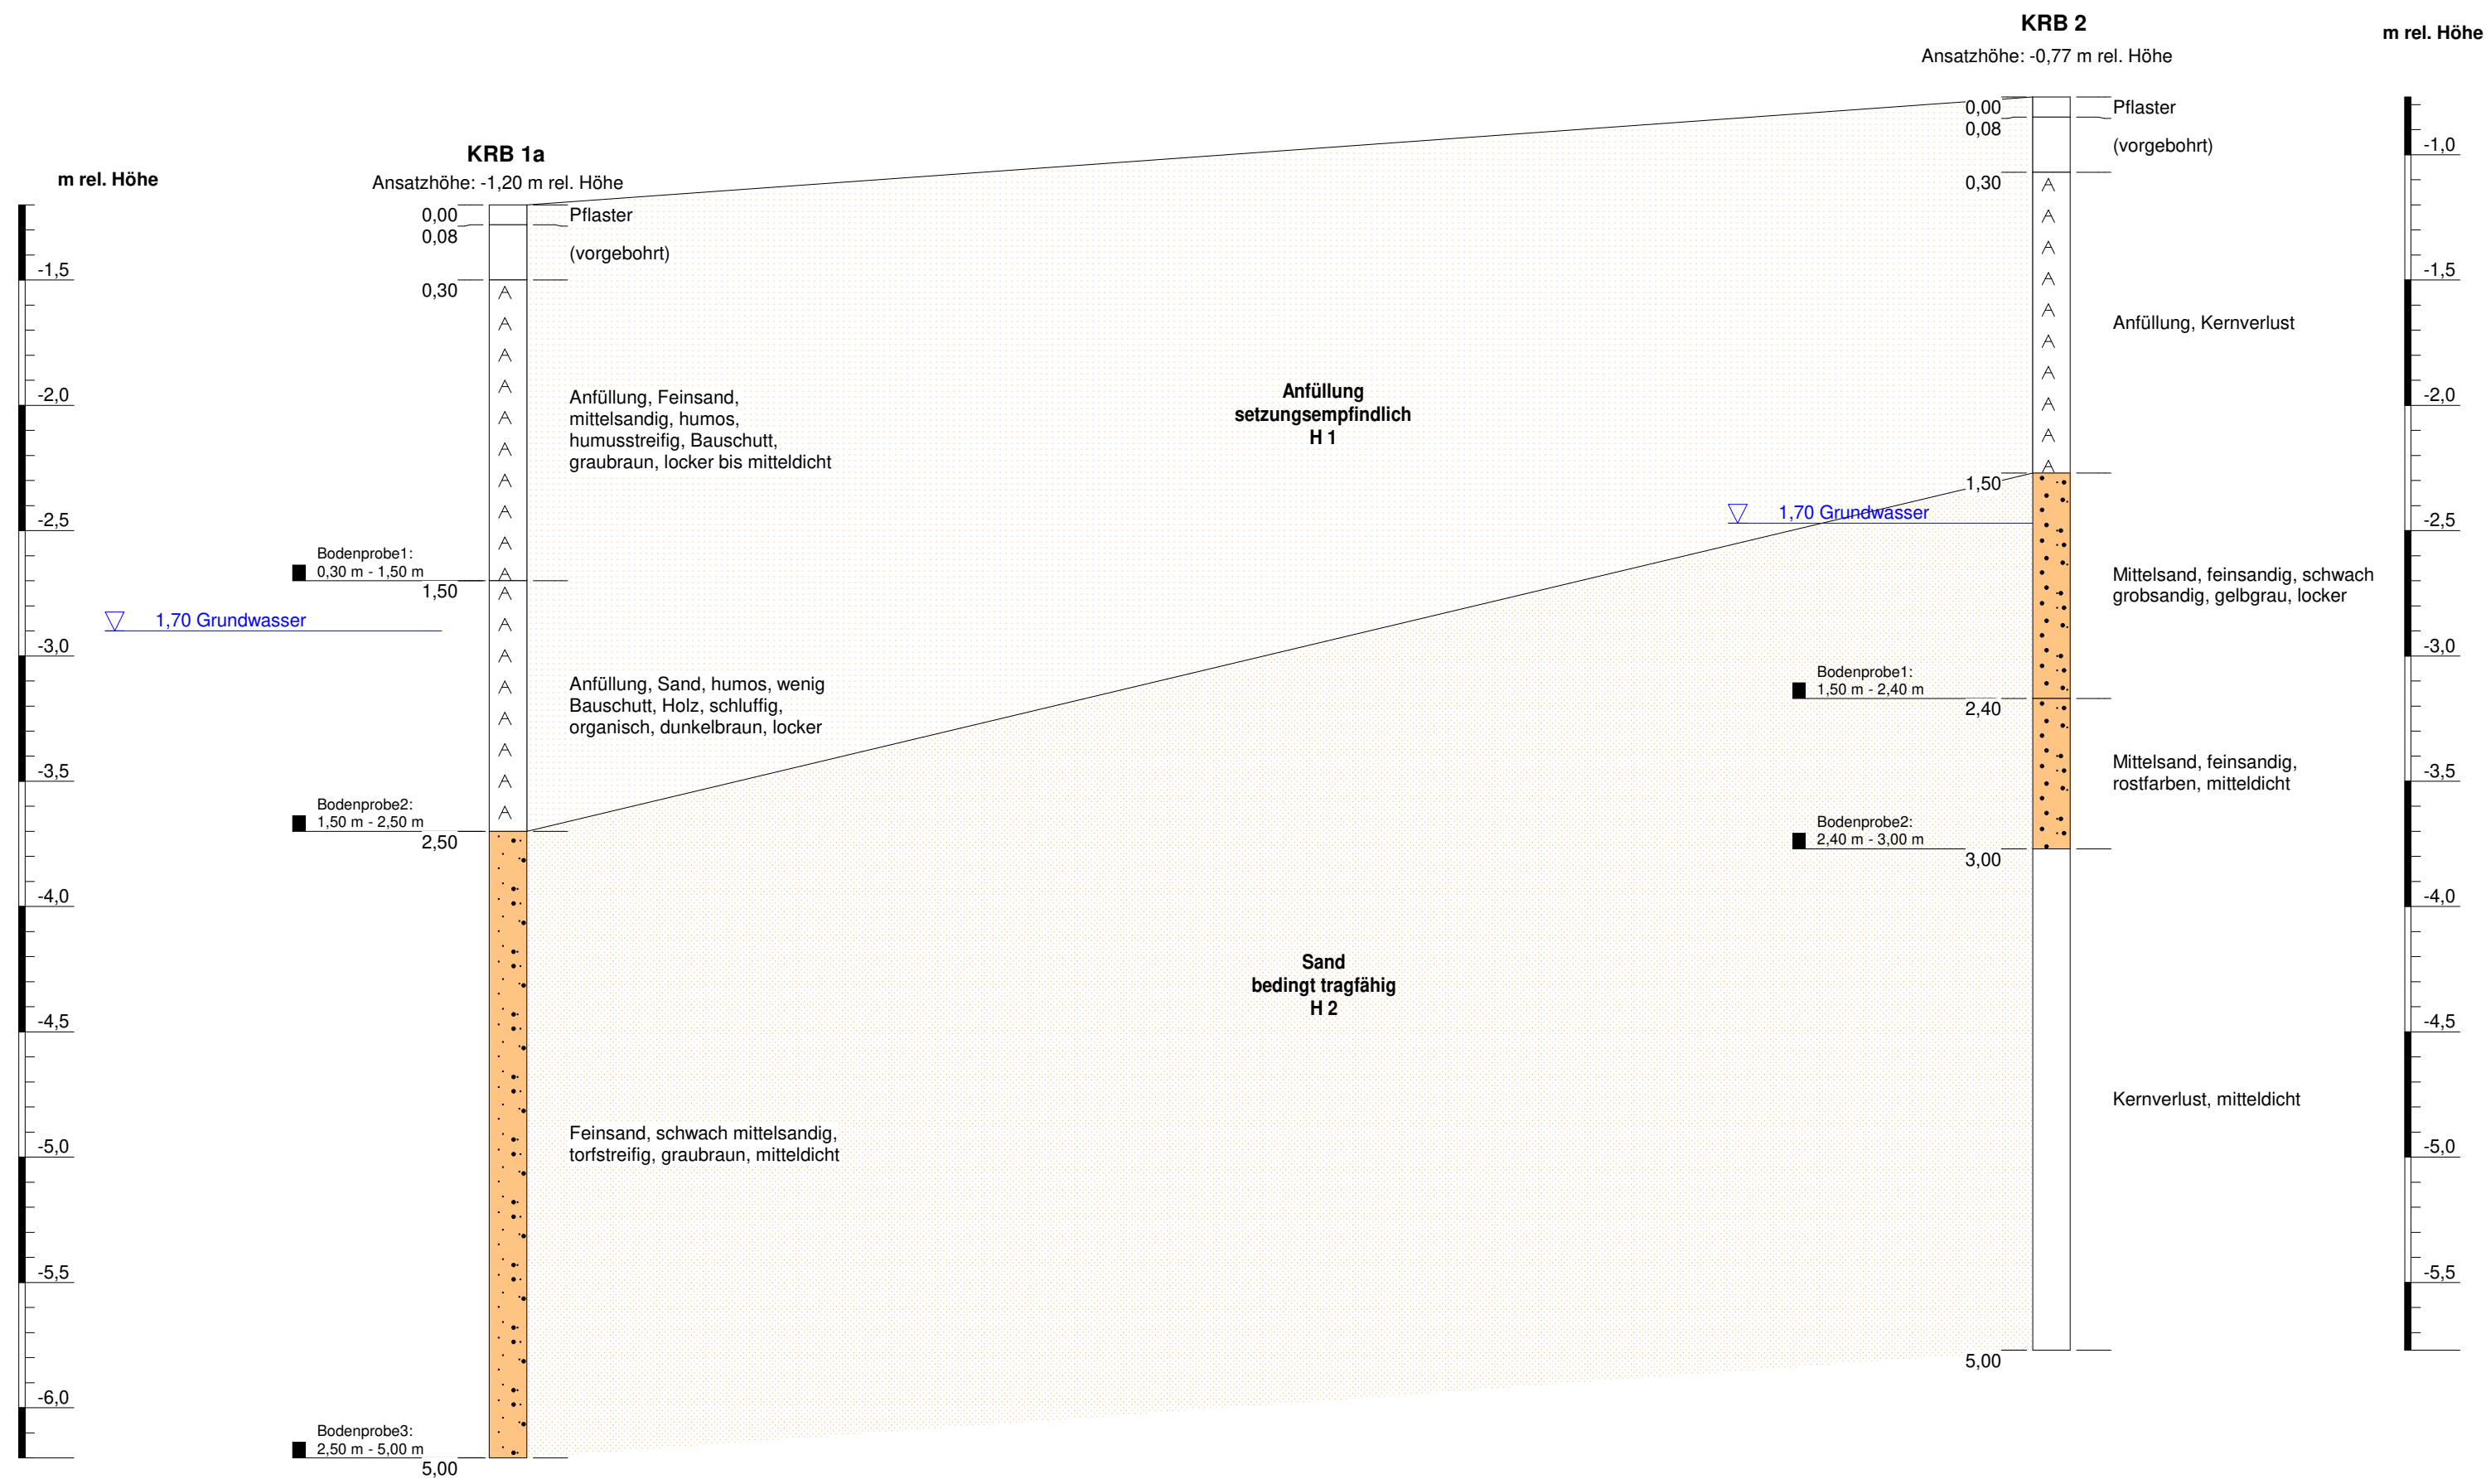 KRB 2
m rel. Höhe
Ansatzhöhe: -0,77 m rel. Höhe
KRB 1a
m rel. Höhe
Ansatzhöhe: -1,20 m rel. Höhe
0,00
Pflaster
0,08
(vorgebohrt)
0,30
Anfüllung, Feinsand,
mittelsandig, humos,
humusstreifig, Bauschutt,
graubraun, locker bis mitteldicht
Bodenprobe1:
0,30 m - 1,50 m
1,50
1,70 Grundwasser
Anfüllung, Sand, humos, wenig
Bauschutt, Holz, schluffig,
organisch, dunkelbraun, locker
Bodenprobe2:
1,50 m - 2,50 m
2,50
Feinsand, schwach mittelsandig,
torfstreifig, graubraun, mitteldicht
Bodenprobe3:
2,50 m - 5,00 m
5,00
-1,5
-2,0
-2,5
-3,0
-3,5
-4,0
-4,5
-5,0
-5,5
-6,0
Anfüllung
setzungsempfindlich
H 1
Sand
bedingt tragfähig
H 2
0,00
Pflaster
0,08
(vorgebohrt)
0,30
Anfüllung, Kernverlust
1,50
1,70 Grundwasser
Mittelsand, feinsandig, schwach
grobsandig, gelbgrau, locker
Bodenprobe1:
1,50 m - 2,40 m
2,40
Mittelsand, feinsandig,
rostfarben, mitteldicht
Bodenprobe2:
2,40 m - 3,00 m
3,00
Kernverlust, mitteldicht
5,00
-1,0
-1,5
-2,0
-2,5
-3,0
-3,5
-4,0
-4,5
-5,0
-5,5